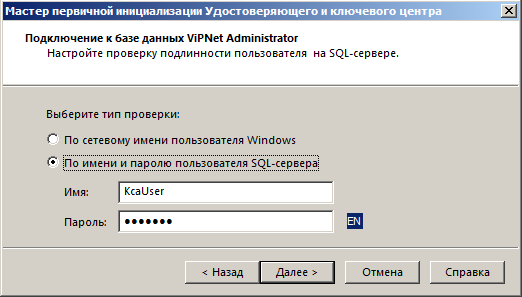 Мастер первичной инициализации Удостоверяющего и ключевого центра
Подключение к базе данных ViPNet Administrator
Настройте проверку подлинности пользователя на SQL-сервере.
Выберите тип проверки:
По сетевому имени пользователя Windows
По имени и паролю пользователя SQL-сервера
Имя: KcaUser
Пароль: ●●●●●●● EN
< Назад Далее > Отмена Справка